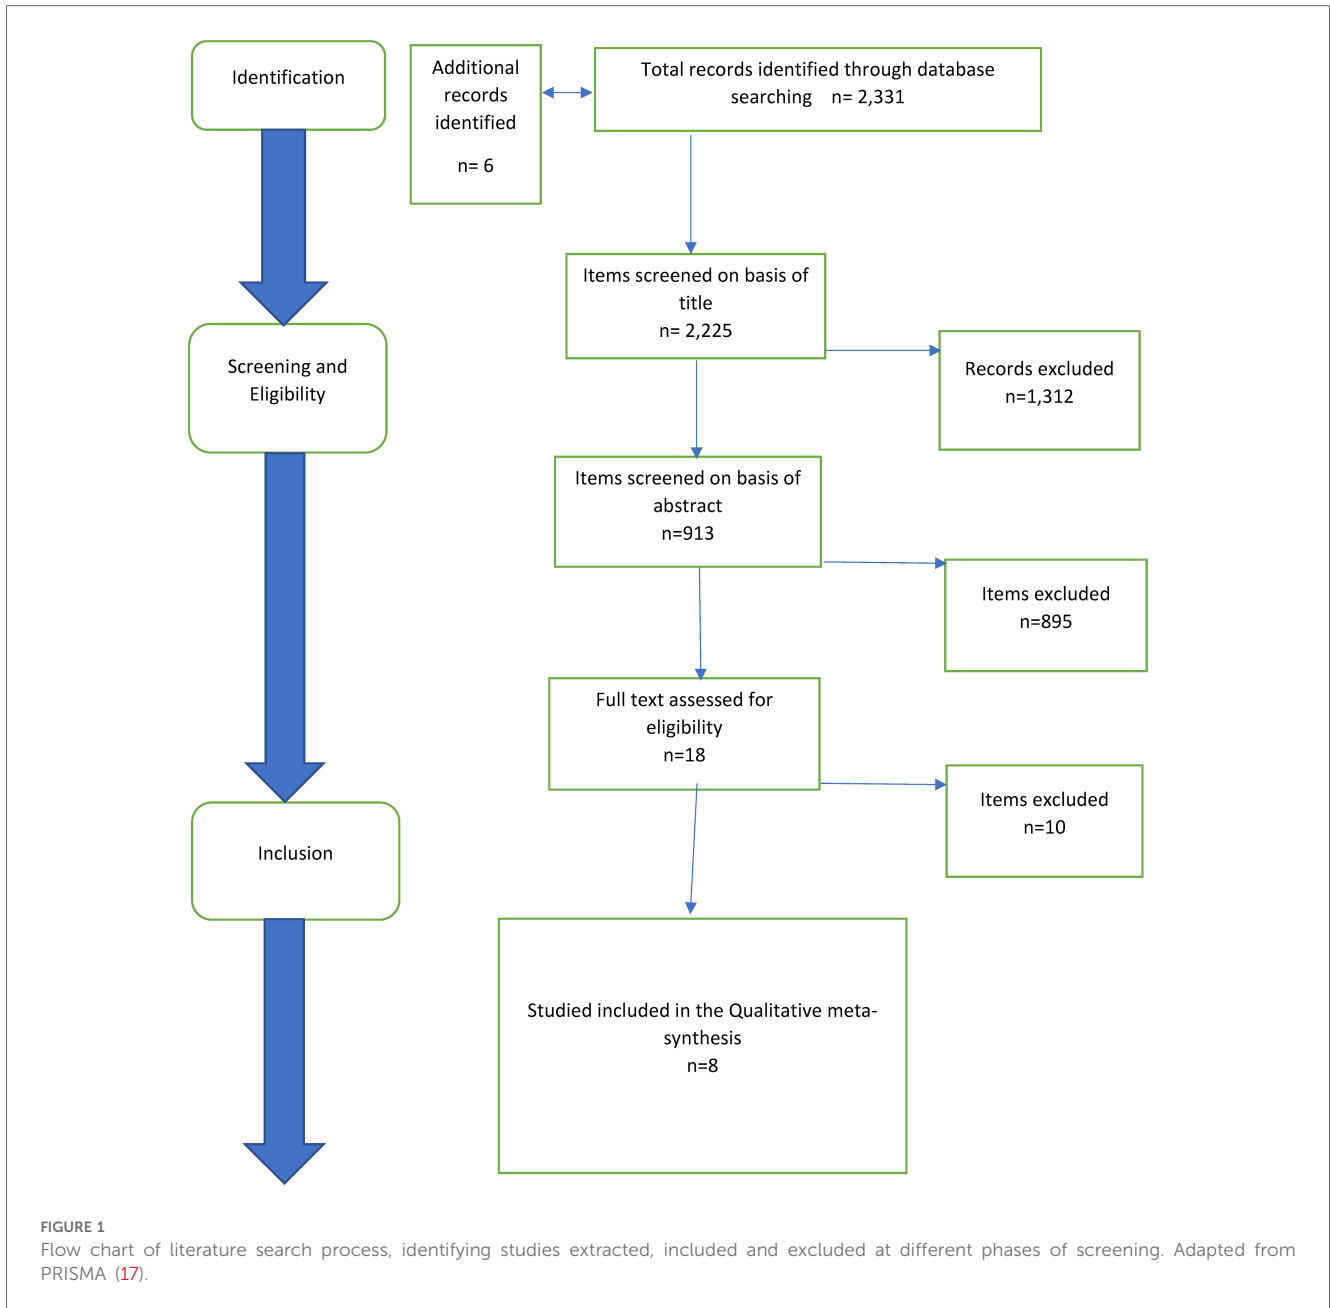 Identification
Additional
records
identified
n= 6
Total records identified through database
searching n= 2,331
Items screened on basis of
title
n= 2,225
Records excluded
n=1,312
Screening and
Eligibility
Items screened on basis of
abstract
n=913
Items excluded
n=895
Full text assessed for
eligibility
n=18
Items excluded
n=10
Inclusion
Studied included in the Qualitative meta-
synthesis
n=8
FIGURE 1
Flow chart of literature search process, identifying studies extracted, included and excluded at different phases of screening. Adapted from
PRISMA (17).